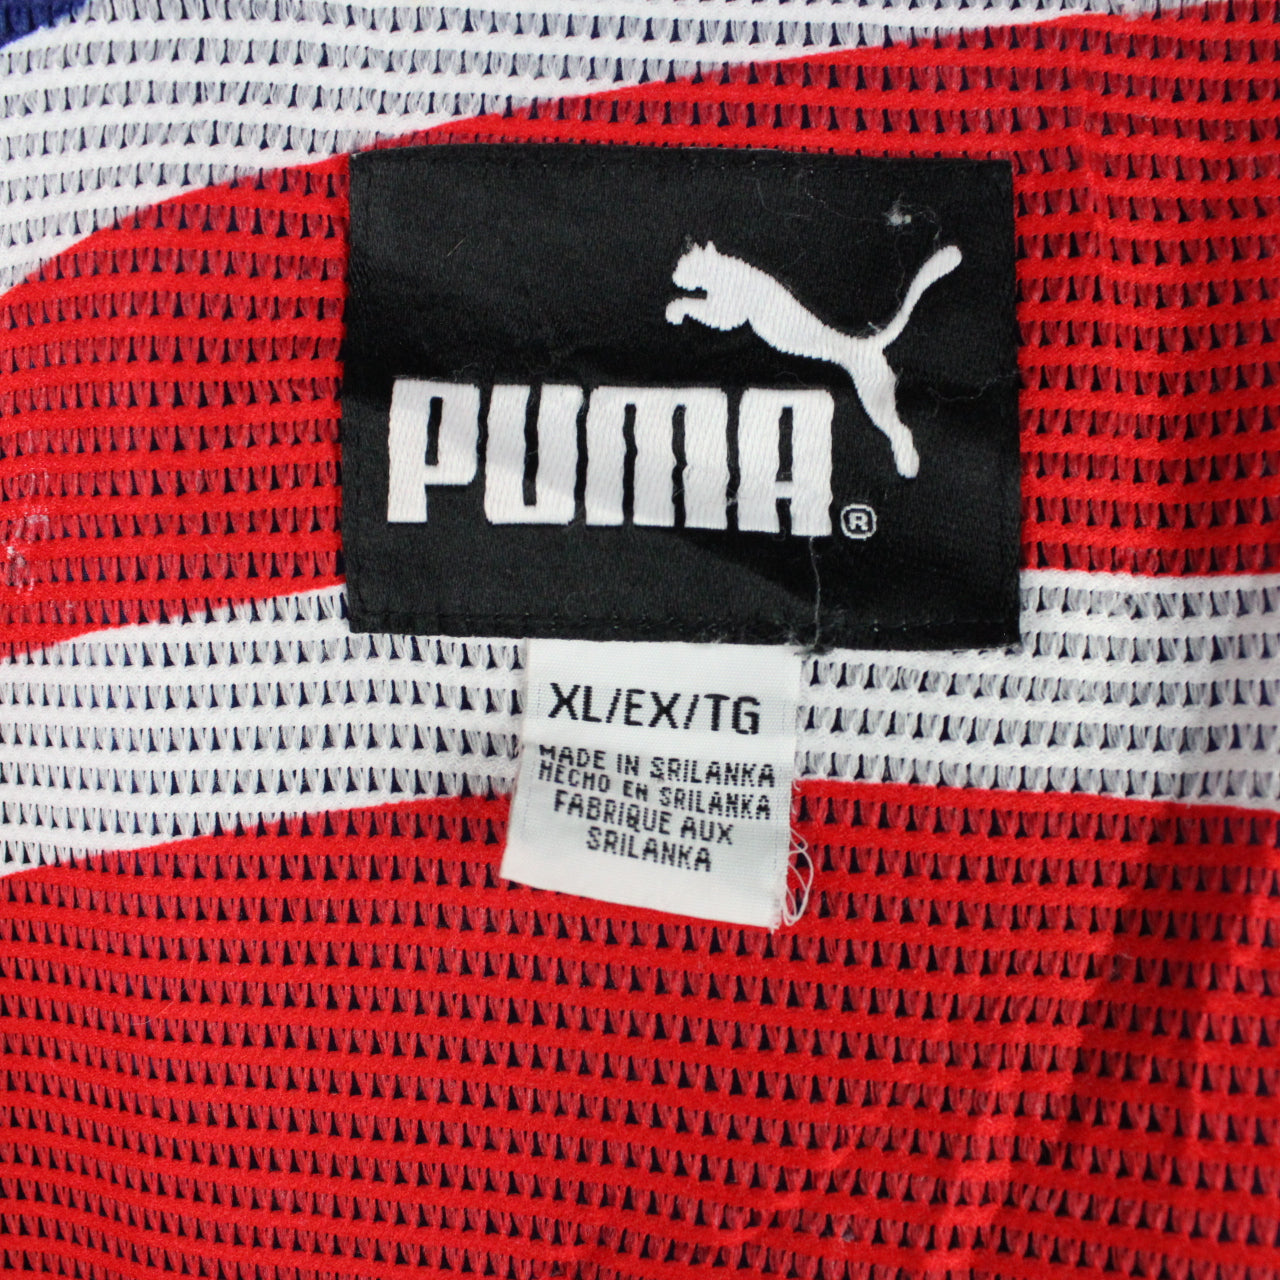 PUMA®
XL/EX/TG
MADE IN SRILANKA
HECHO EN SRILANKA
FABRIQUE AUX
SRILANKA